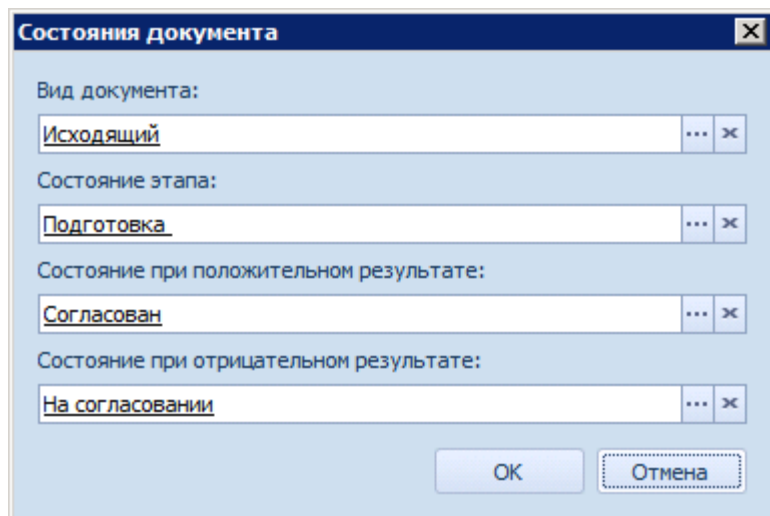 Состояния документа
Вид документа:
Исходящий
Состояние этапа:
Подготовка
Состояние при положительном результате:
Согласован
Состояние при отрицательном результате:
На согласовании
OK Отмена